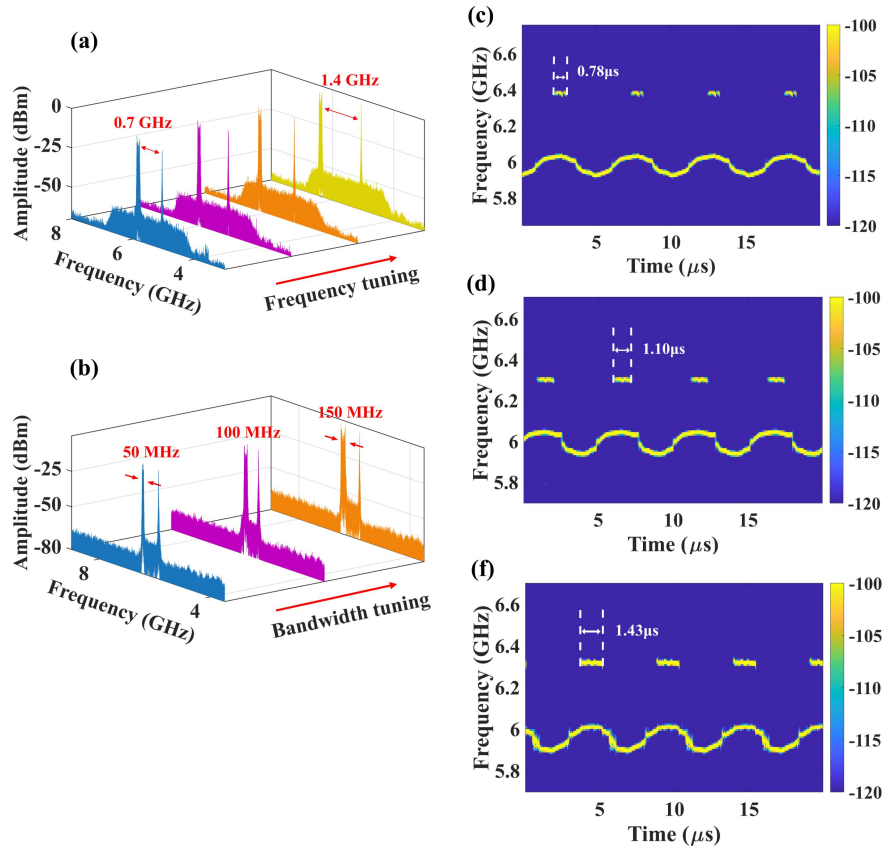 (a)
0.7 GHz
1.4 GHz
0
-25
-50
Amplitude (dBm)
8
6
4
Frequency (GHz)
Frequency tuning
(b)
50 MHz
100 MHz
150 MHz
-25
-50
-80
Amplitude (dBm)
8
4
Frequency (GHz)
Bandwidth tuning
(c)
0.78μs
6.6
6.4
6.2
6
5.8
Frequency (GHz)
5
10
15
Time (μs)
-100
-105
-110
-115
-120
(d)
1.10μs
6.6
6.4
6.2
6
5.8
Frequency (GHz)
5
10
15
Time (μs)
-100
-105
-110
-115
-120
(f)
1.43μs
6.6
6.4
6.2
6
5.8
Frequency (GHz)
5
10
15
Time (μs)
-100
-105
-110
-115
-120